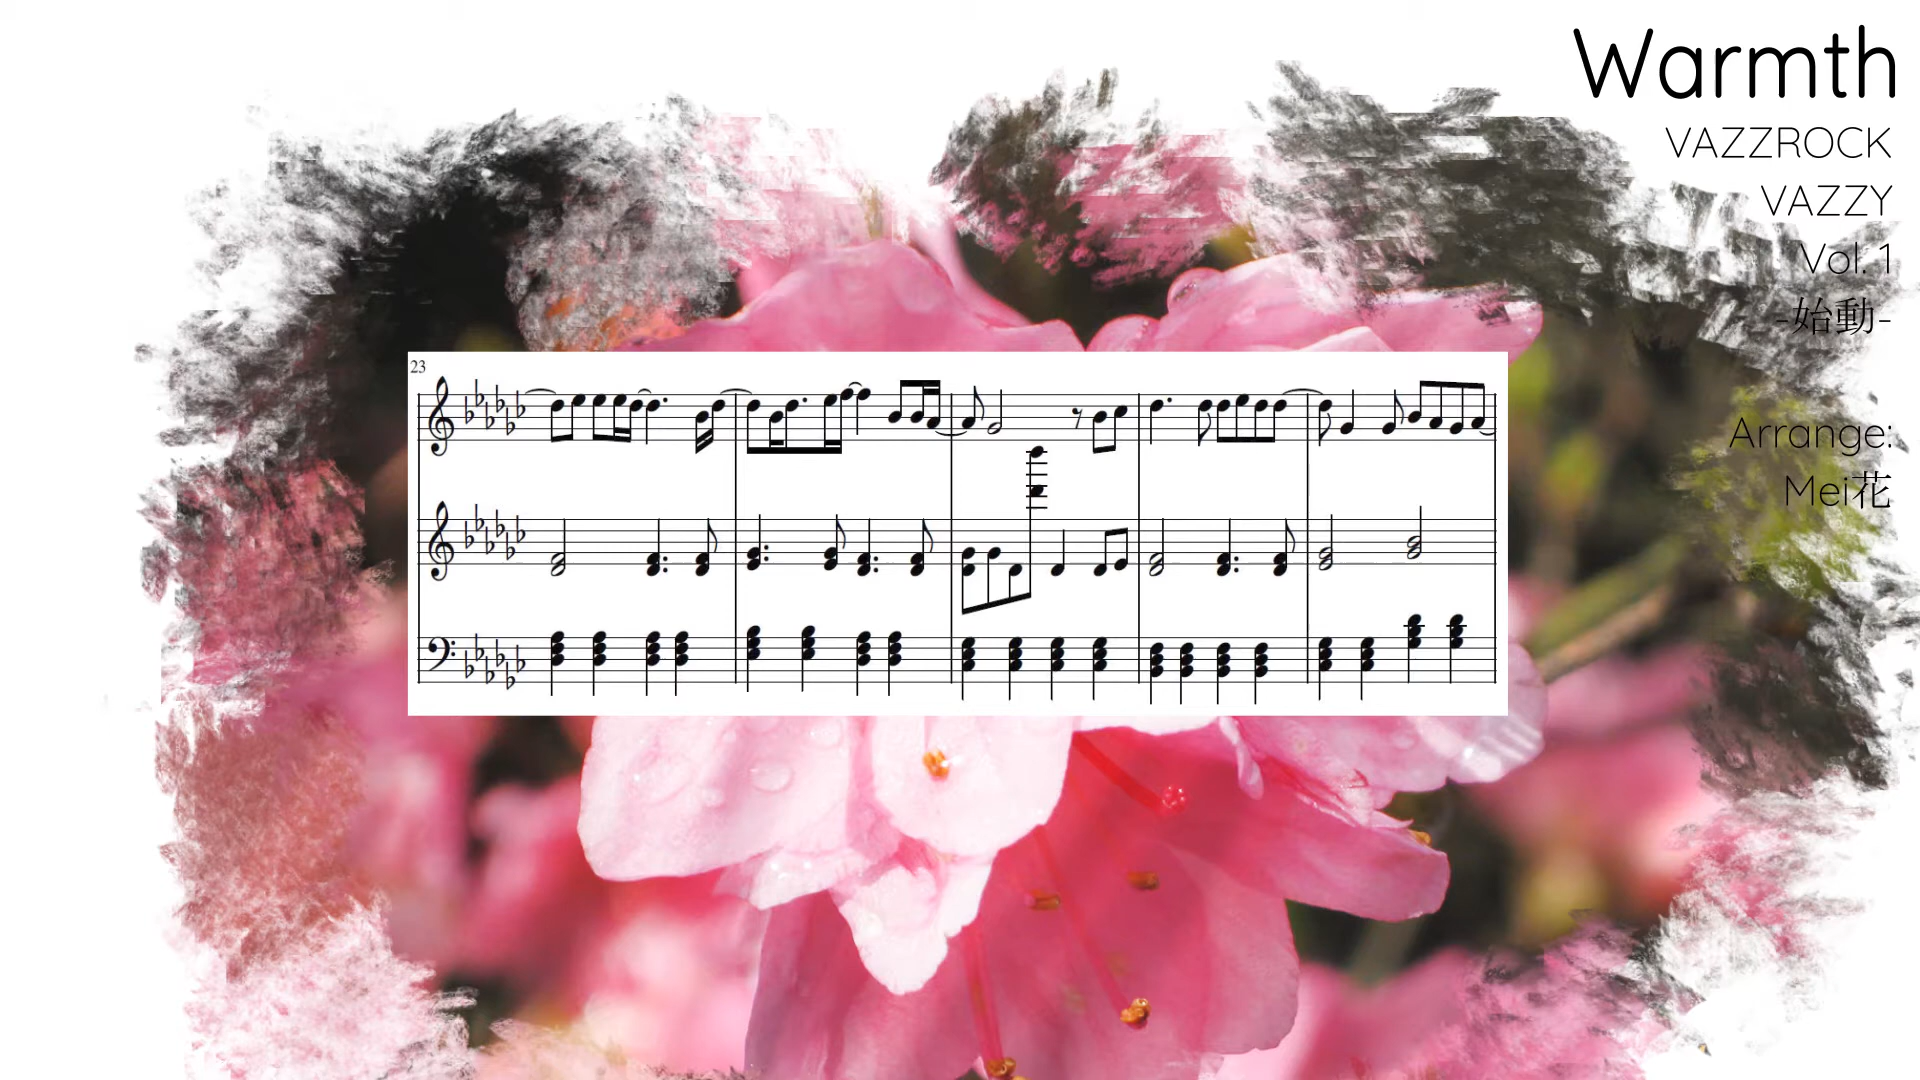 Warmth
VAZZROCK
VAZZY
Vol. 1
-始動-
Arrange:
Mei花
23